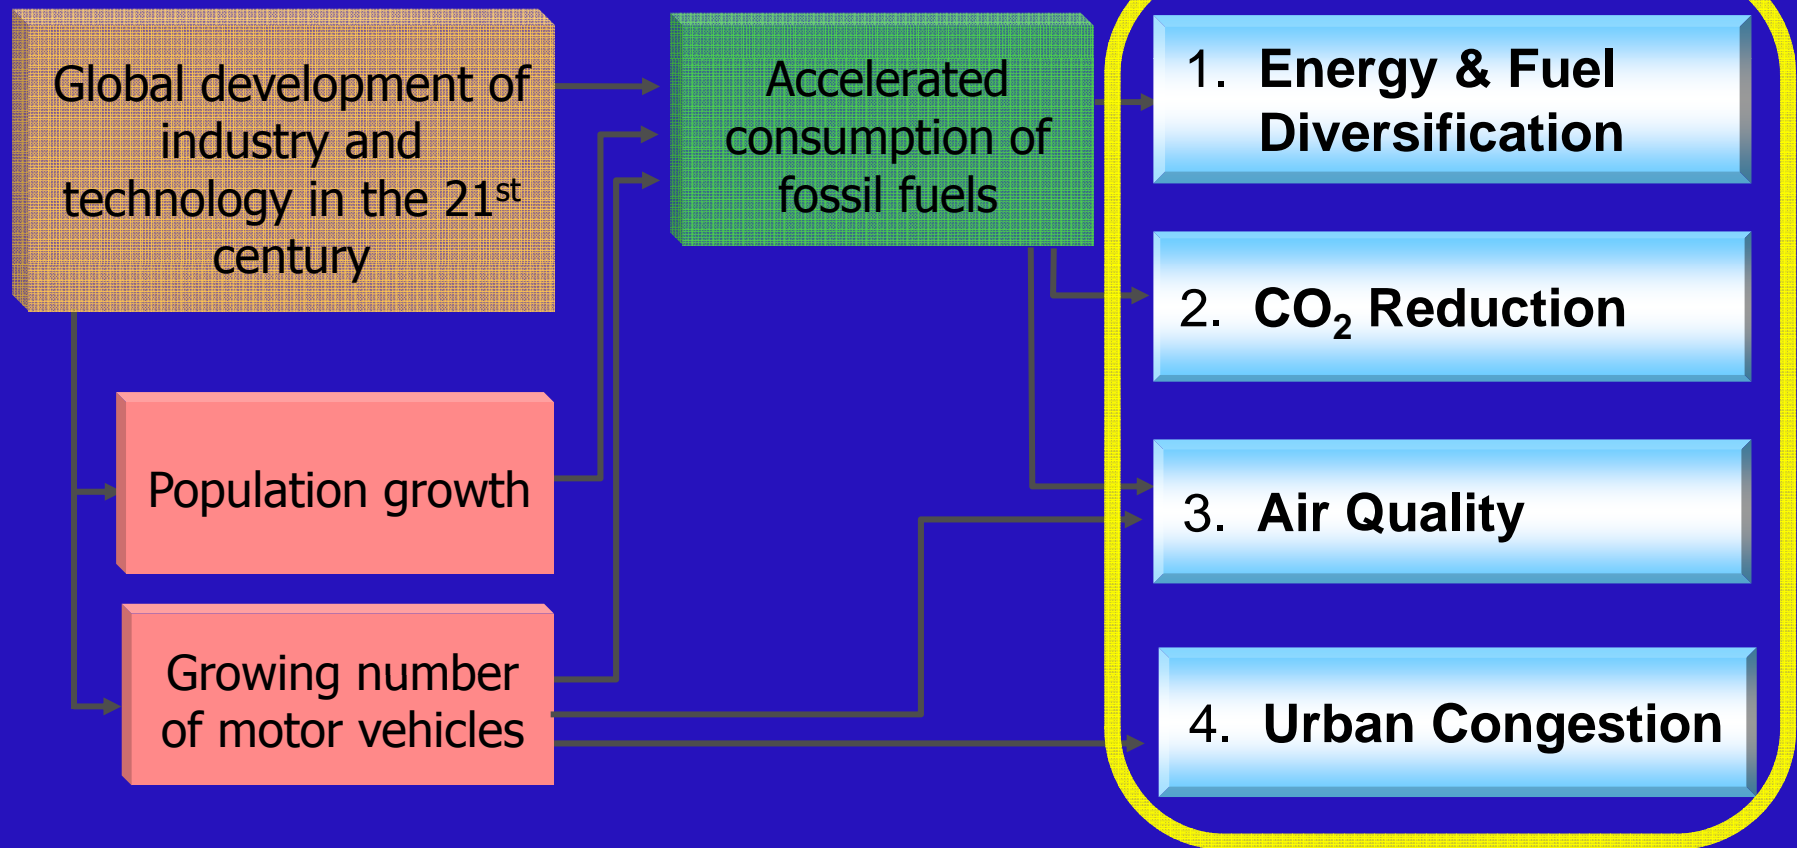 Global development of
industry and
technology in the 21st
century
Accelerated
consumption of
fossil fuels
Population growth
Growing number
of motor vehicles
1. Energy & Fuel
Diversification
2. CO₂ Reduction
3. Air Quality
4. Urban Congestion